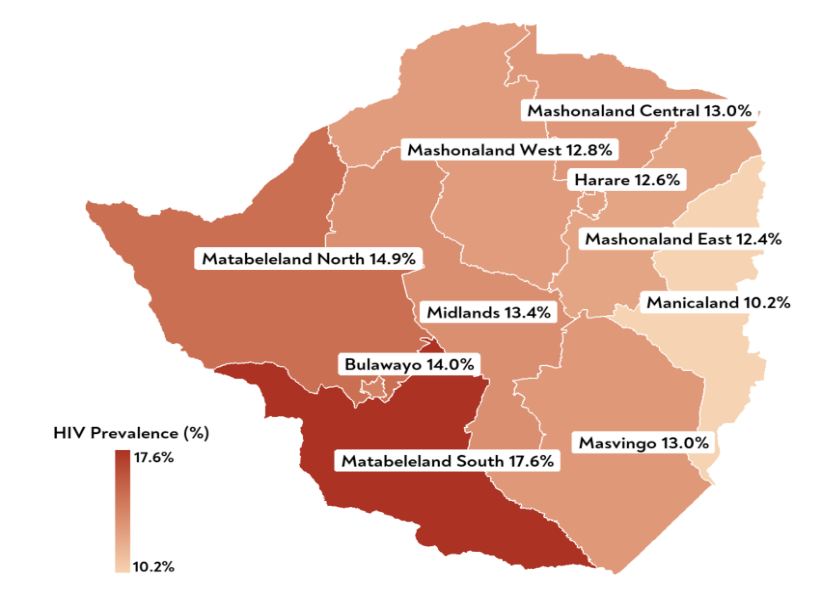 Mashonaland Central 13.0%
Mashonaland West 12.8%
Harare 12.6%
Mashonaland East 12.4%
Matabeleland North 14.9%
Manicaland 10.2%
Midlands 13.4%
Bulawayo 14.0%
HIV Prevalence (%)
Masvingo 13.0%
17.6%
Matabeleland South 17.6%
10.2%